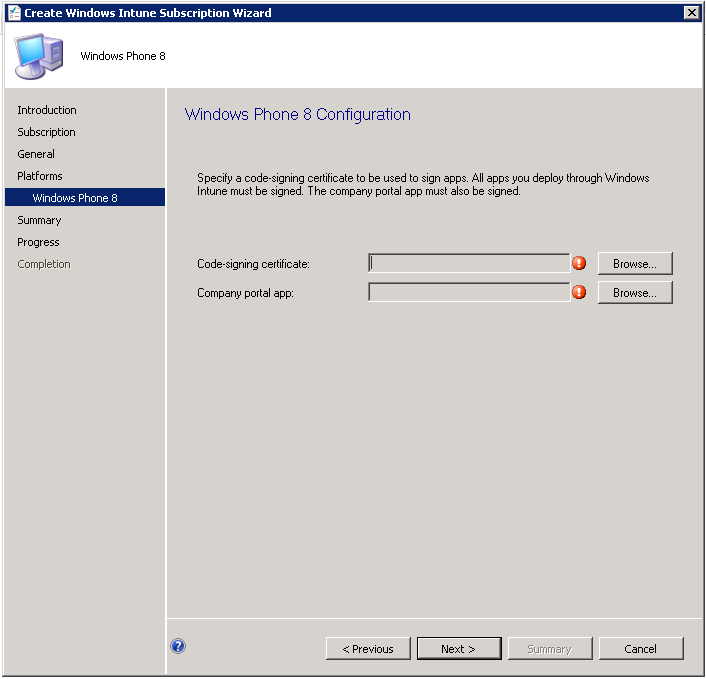 Create Windows Intune Subscription Wizard
Windows Phone 8
Introduction
Subscription
General
Platforms
Windows Phone 8
Summary
Progress
Completion
Windows Phone 8 Configuration
Specify a code-signing certificate to be used to sign apps. All apps you deploy through Windows
Intune must be signed. The company portal app must also be signed.
Code-signing certificate:
Browse...
Company portal app:
Browse...
< Previous
Next >
Summary
Cancel